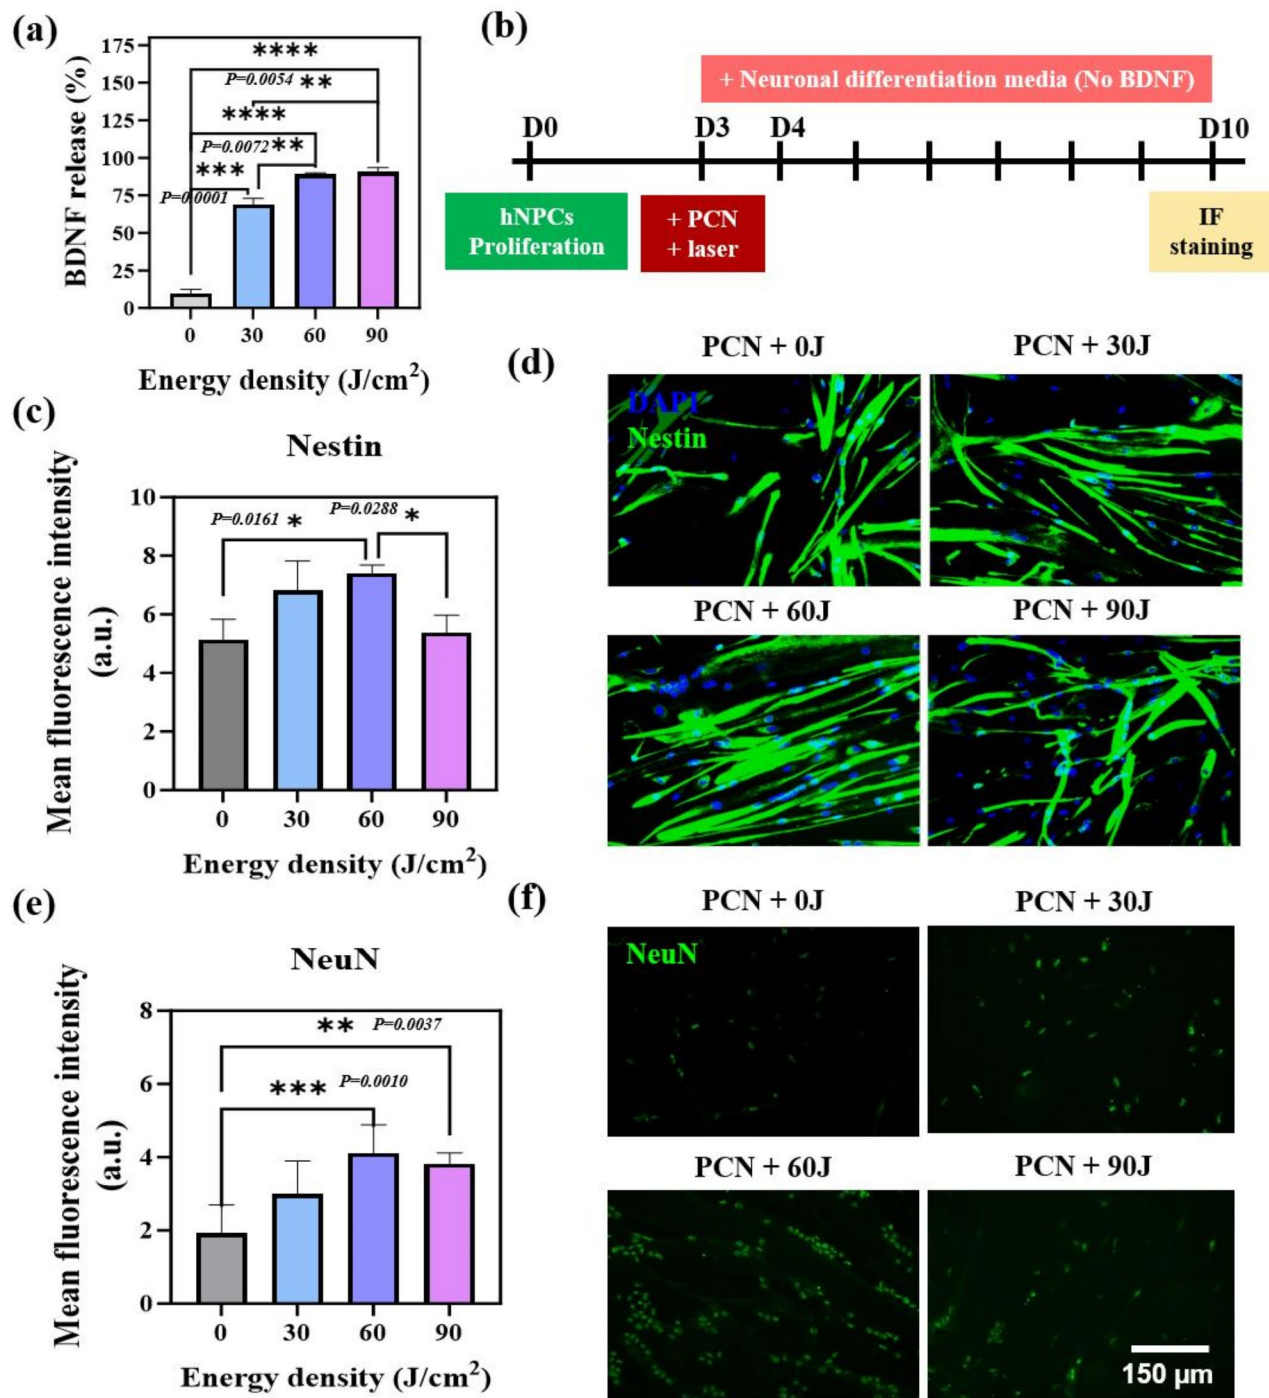 (a)
175
150
125
100
75
50
25
0
BDNF release (%)
****
P=0.0054 **
****
P=0.0072 **
***
P=0.0001
0 30 60 90
Energy density (J/cm²)
(b)
+ Neuronal differentiation media (No BDNF)
D0 D3 D4 D10
hNPCs
Proliferation
+ PCN
+ laser
IF
staining
(c)
Nestin
Mean fluorescence intensity
(a.u.)
10
8
6
4
2
0
P=0.0161 *
P=0.0288 *
0 30 60 90
Energy density (J/cm²)
(d)
PCN + 0J
PCN + 30J
DAPI
Nestin
PCN + 60J
PCN + 90J
(e)
NeuN
Mean fluorescence intensity
(a.u.)
8
6
4
2
0
** P=0.0037
*** P=0.0010
0 30 60 90
Energy density (J/cm²)
(f)
PCN + 0J
PCN + 30J
NeuN
PCN + 60J
PCN + 90J
150 µm